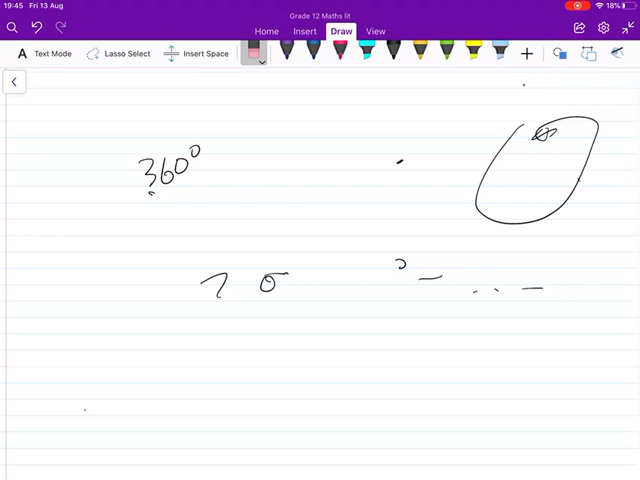 19:45 Fri 13 Aug 18%
Grade 12 Maths lit
Home Insert Draw View
A Text Mode Lasso Select Insert Space
360°